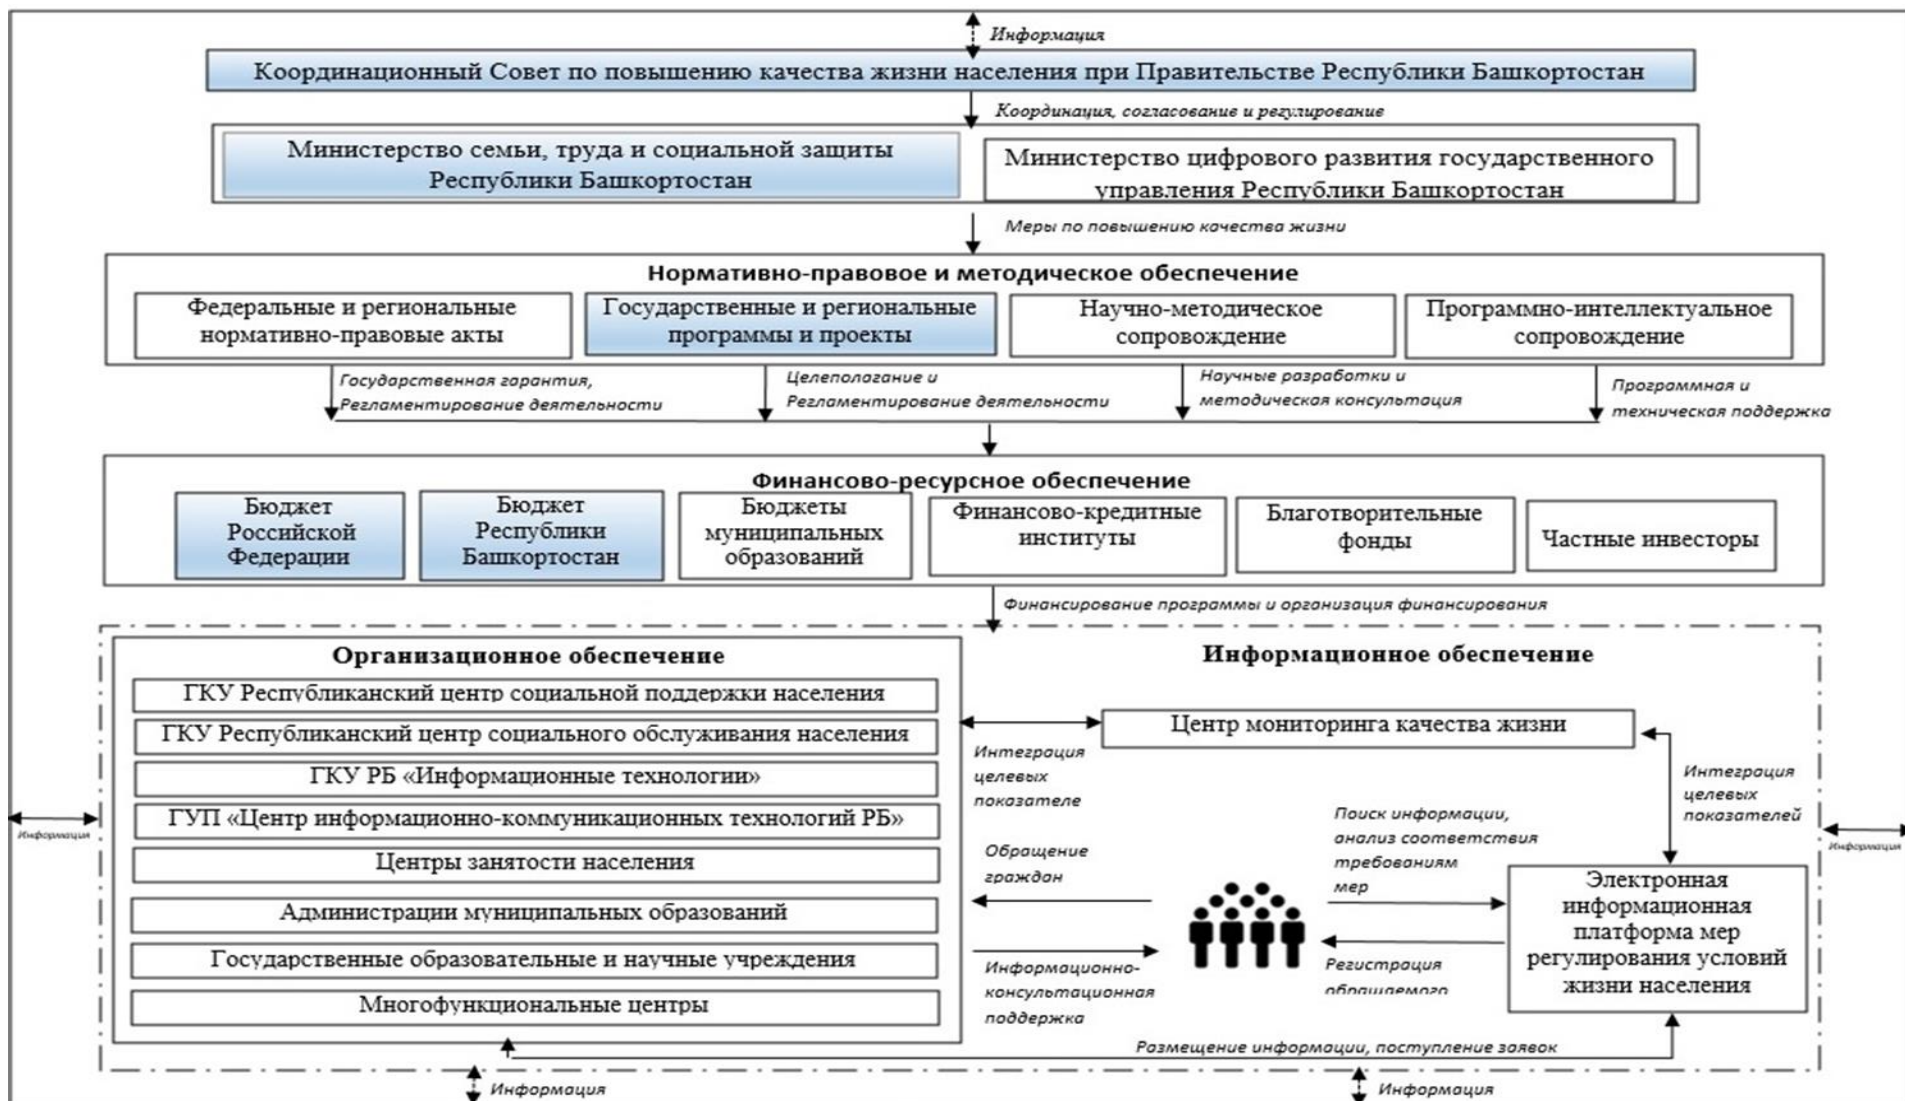 Информация
Координационный Совет по повышению качества жизни населения при Правительстве Республики Башкортостан
Координация, согласование и регулирование
Министерство семьи, труда и социальной защиты
Республики Башкортостан
Министерство цифрового развития государственного
управления Республики Башкортостан
Меры по повышению качества жизни
Нормативно-правовое и методическое обеспечение
Федеральные и региональные
нормативно-правовые акты
Государственные и региональные
программы и проекты
Научно-методическое
сопровождение
Программно-интеллектуальное
сопровождение
Государственная гарантия,
Регламентирование деятельности
Целеполагание и
Регламентирование деятельности
Научные разработки и
методическая консультация
Программная и
техническая поддержка
Финансово-ресурсное обеспечение
Бюджет
Российской
Федерации
Бюджет
Республики
Башкортостан
Бюджеты
муниципальных
образований
Финансово-кредитные
институты
Благотворительные
фонды
Частные инвесторы
Финансирование программы и организация финансирования
Организационное обеспечение
ГКУ Республиканский центр социальной поддержки населения
ГКУ Республиканский центр социального обслуживания населения
ГКУ РБ «Информационные технологии»
ГУП «Центр информационно-коммуникационных технологий РБ»
Центры занятости населения
Администрации муниципальных образований
Государственные образовательные и научные учреждения
Многофункциональные центры
Информационное обеспечение
Центр мониторинга качества жизни
Интеграция
целевых
показателе
Интеграция
целевых
показателей
Поиск информации,
анализ соответствия
требованиям
мер
Обращение
граждан
Электронная
информационная
платформа мер
регулирования условий
жизни населения
Информационно-
консультационная
поддержка
Регистрация
обращаемого
Размещение информации, поступление заявок
Информация
Информация
Информация
Информация